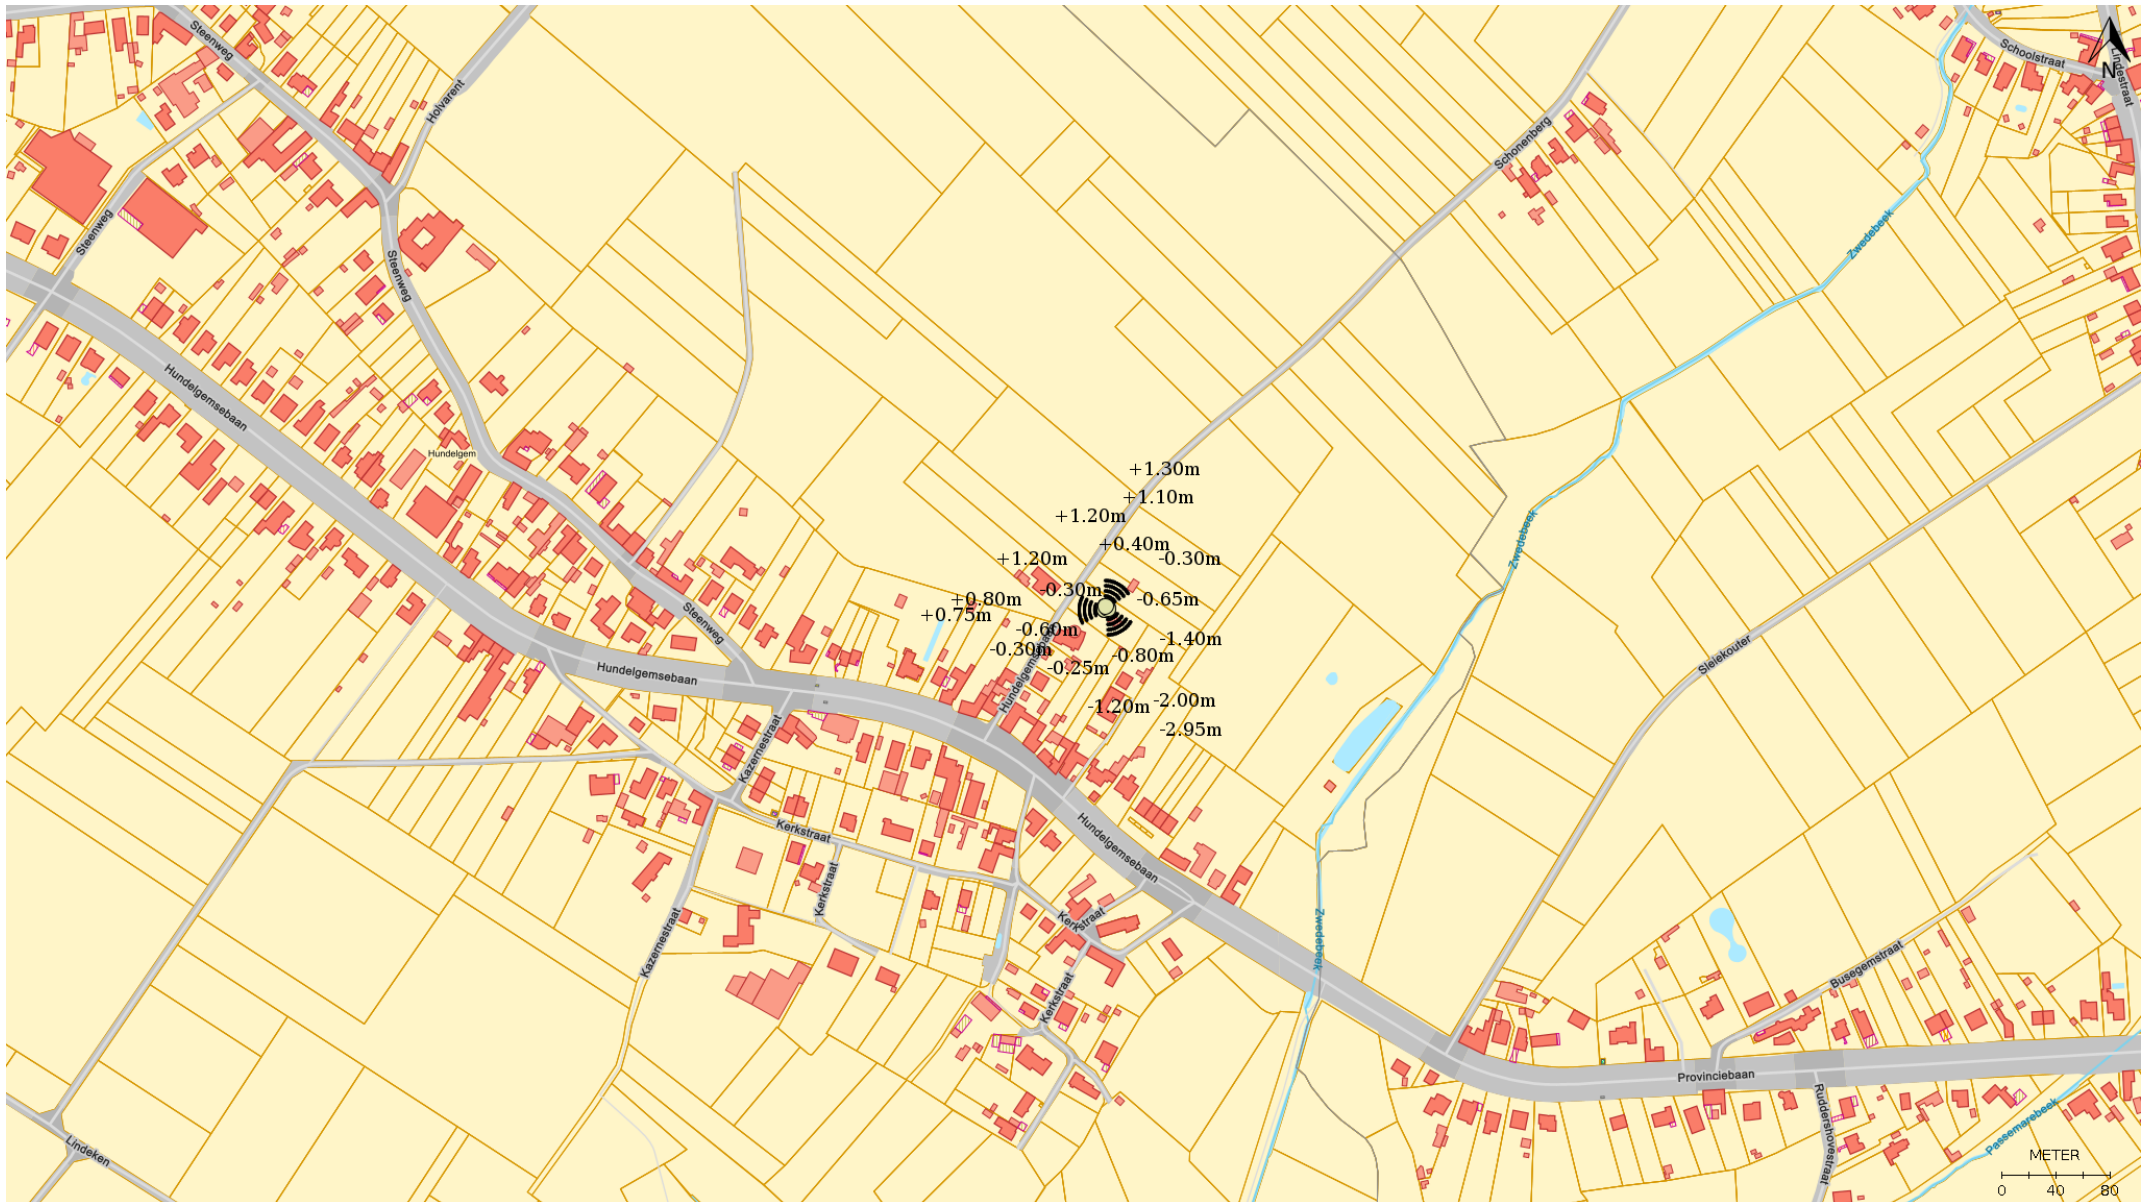 Steenweg
Holvarent
Schoolstraat
Lindestraat
N
Schonenberg
Steenweg
Zwedebeek
Steenweg
Hundelgemsebaan
Hundelgem
+1.30m
+1.10m
+1.20m
+0.40m
-0.30m
+1.20m
Zwedebeek
-0.30m
+0.80m
-0.65m
+0.75m
Steenweg
-0.60m
-1.40m
-0.30m
-0.80m
-0.25m
Hundelgemsebaan
Sleiekouter
Hundelgemsebaan
-2.00m
-1.20m
-2.95m
Kazernestraat
Kerkstraat
Hundelgemsebaan
Kerkstraat
Kerkstraat
Kazernestraat
Zwedebeek
Busegemstraat
Kerkstraat
Provinciebaan
Ruddershovestraat
Passemarebeek
Lindeken
METER
0 40 80